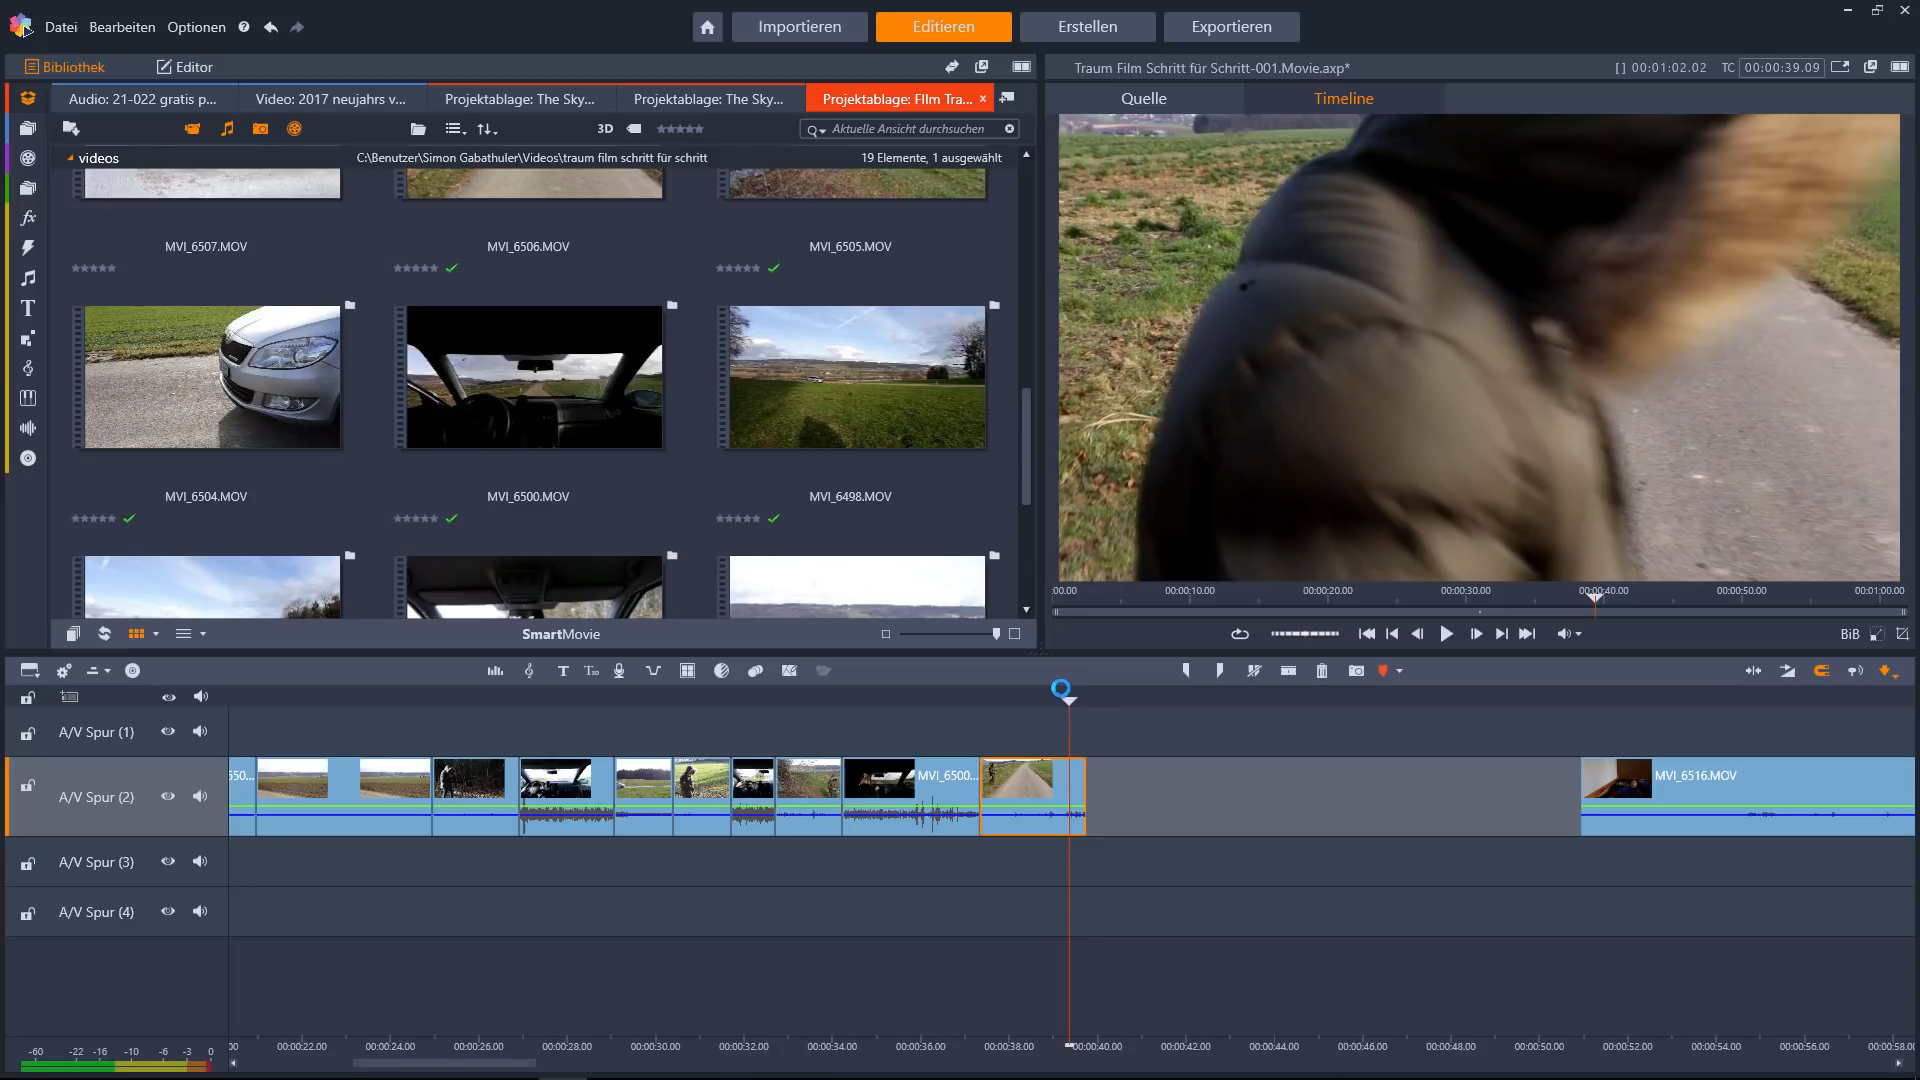 Datei Bearbeiten Optionen
Importieren Editieren Erstellen Exportieren
Bibliothek Editor
Traum Film Schritt für Schritt-001.Movie.axp*
[] 00:01:02.02 TC 00:00:39.09
Audio: 21-022 gratis p... Video: 2017 neujahrs v... Projektablage: The Sky... Projektablage: The Sky... Projektablage: FIlm Tra... x
Quelle Timeline
3D Aktuelle Ansicht durchsuchen
videos C:\Benutzer\Simon Gabathuler\Videos\traum film schritt für schritt 19 Elemente, 1 ausgewählt
MVI_6507.MOV MVI_6506.MOV MVI_6505.MOV
MVI_6504.MOV MVI_6500.MOV MVI_6498.MOV
:00.00 00:00:10.00 00:00:20.00 00:00:30.00 00:00:40.00 00:00:50.00 00:01:00.00
SmartMovie
BiB
A/V Spur (1)
A/V Spur (2)
650... MVI_6500... MVI_6516.MOV
A/V Spur (3)
A/V Spur (4)
-60 -22 -16 -10 -6 -3 0
:00 00:00:22.00 00:00:24.00 00:00:26.00 00:00:28.00 00:00:30.00 00:00:32.00 00:00:34.00 00:00:36.00 00:00:38.00 00:00:40.00 00:00:42.00 00:00:44.00 00:00:46.00 00:00:48.00 00:00:50.00 00:00:52.00 00:00:54.00 00:00:56.00 00:00:58.00